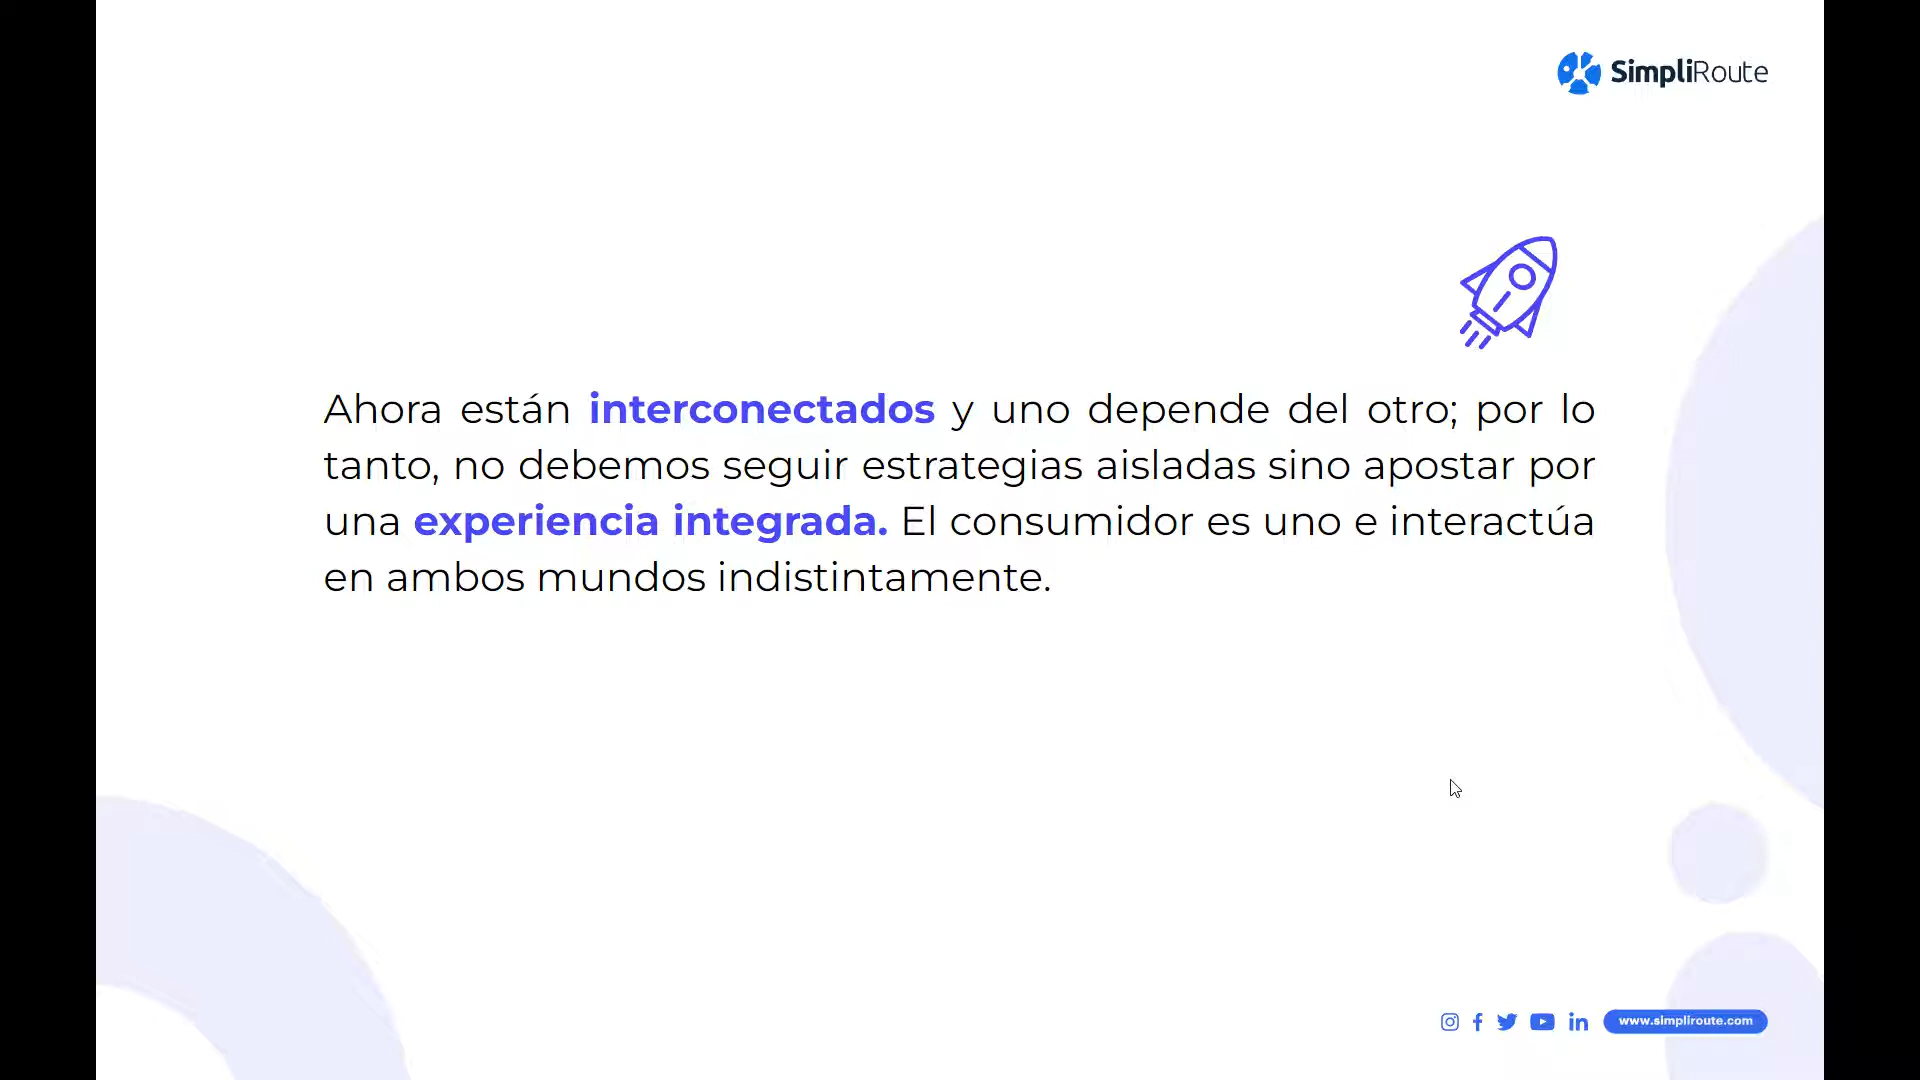 SimpliRoute
Ahora están interconectados y uno depende del otro; por lo
tanto, no debemos seguir estrategias aisladas sino apostar por
una experiencia integrada. El consumidor es uno e interactúa
en ambos mundos indistintamente.
www.simpliroute.com